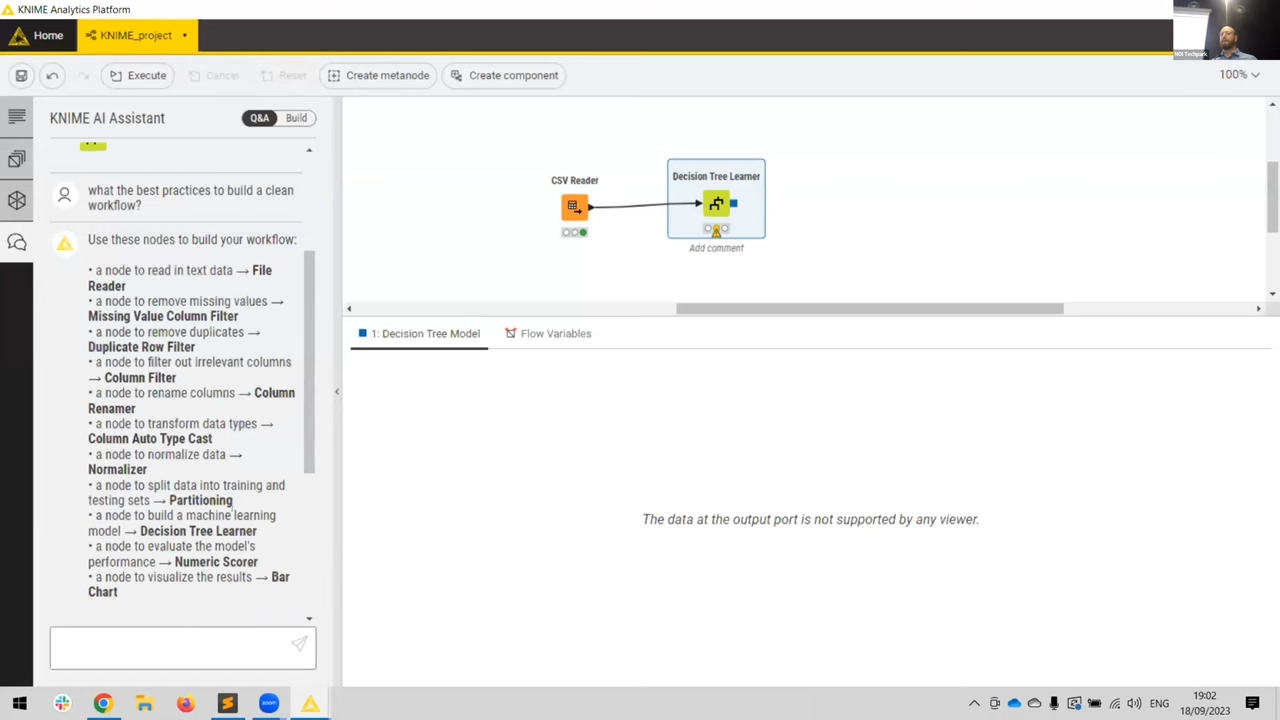 KNIME Analytics Platform
Home
KNIME_project
Execute
Cancel
Reset
Create metanode
Create component
100%
NOI Techpark
KNIME AI Assistant
Q&A
Build
what the best practices to build a clean
workflow?
Use these nodes to build your workflow:
• a node to read in text data → File
Reader
• a node to remove missing values →
Missing Value Column Filter
• a node to remove duplicates →
Duplicate Row Filter
• a node to filter out irrelevant columns
→ Column Filter
• a node to rename columns → Column
Renamer
• a node to transform data types →
Column Auto Type Cast
• a node to normalize data →
Normalizer
• a node to split data into training and
testing sets → Partitioning
• a node to build a machine learning
model → Decision Tree Learner
• a node to evaluate the model's
performance → Numeric Scorer
• a node to visualize the results → Bar
Chart
CSV Reader
Decision Tree Learner
Add comment
1: Decision Tree Model
Flow Variables
The data at the output port is not supported by any viewer.
zoom
ENG
19:02
18/09/2023